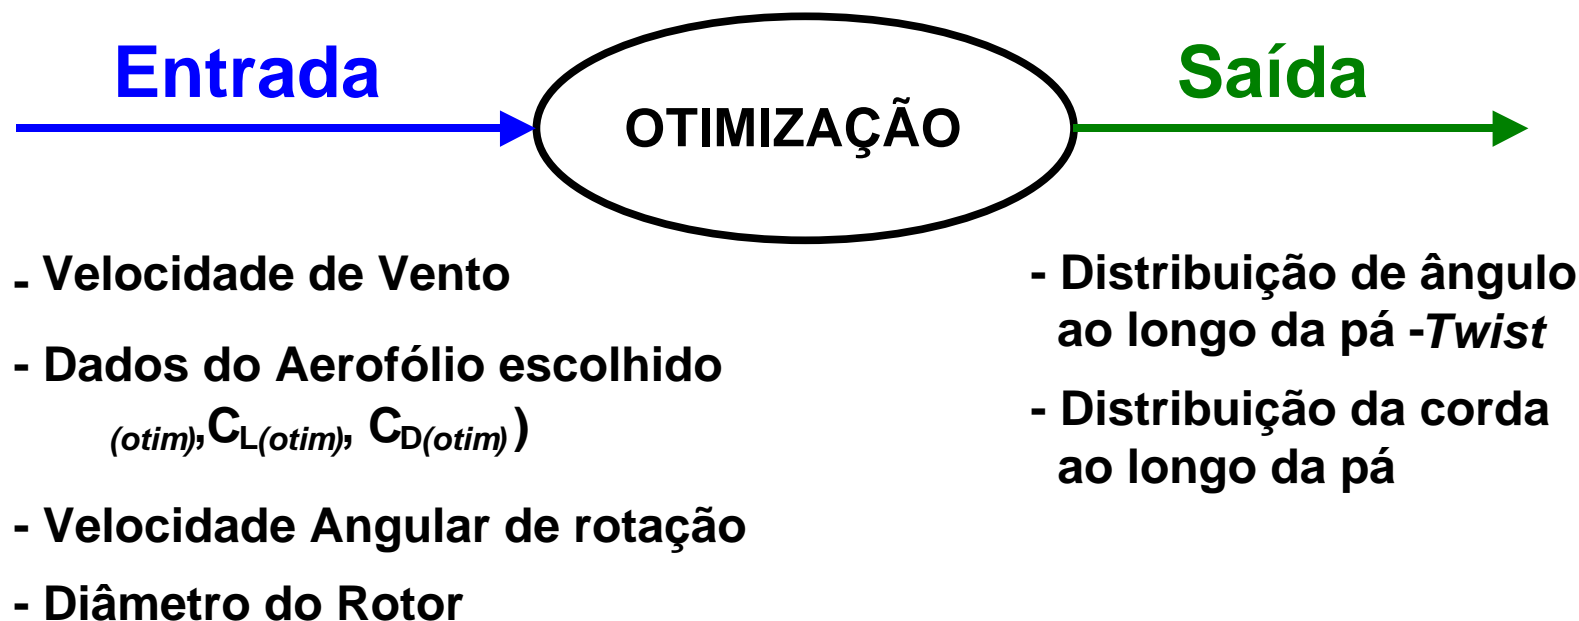 Entrada
OTIMIZAÇÃO
Saída
- Velocidade de Vento
- Dados do Aerofólio escolhido
(otim),CL(otim), CD(otim))
- Velocidade Angular de rotação
- Diâmetro do Rotor
- Distribuição de ângulo
ao longo da pá -Twist
- Distribuição da corda
ao longo da pá